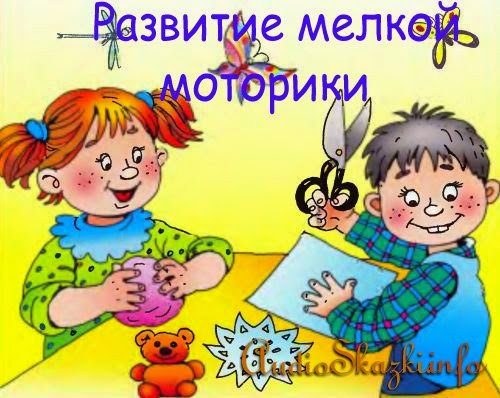 Развитие мелкой
моторики
AudioSkazki.info